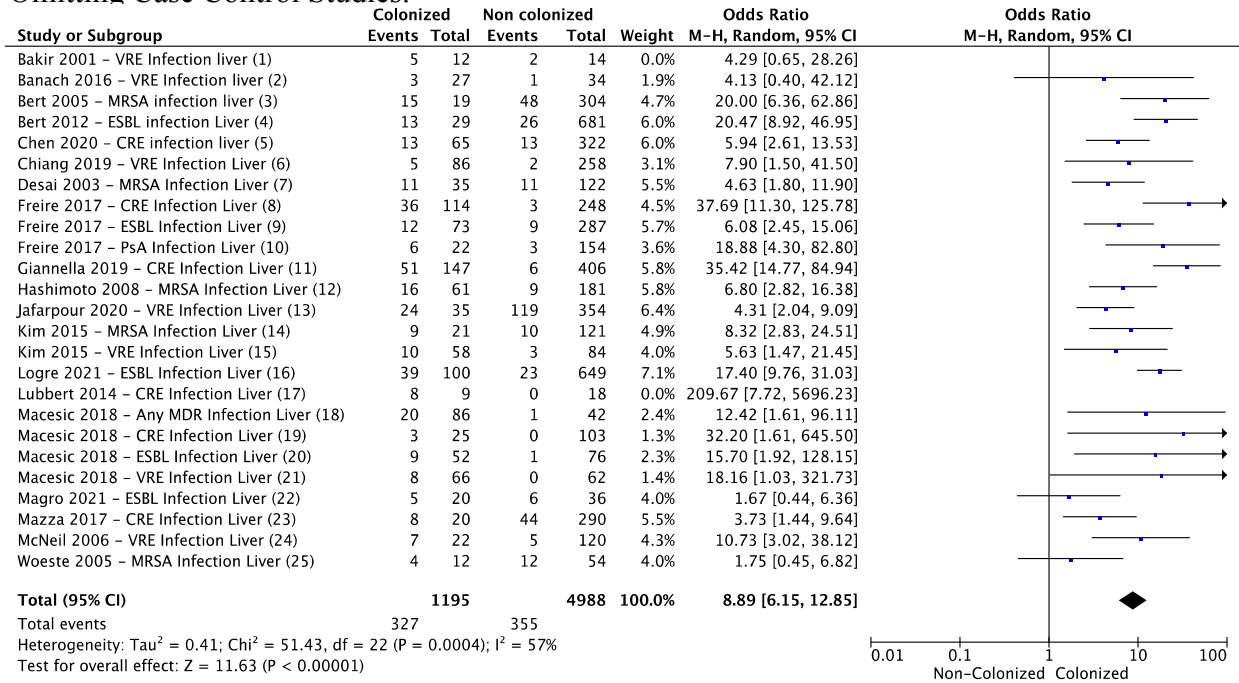 Omitting Case Control Studies.
Colonized Non colonized Odds Ratio Odds Ratio
Study or Subgroup Events Total Events Total Weight M-H, Random, 95% CI M-H, Random, 95% CI
Bakir 2001 – VRE Infection liver (1) 5 12 2 14 0.0% 4.29 [0.65, 28.26]
Banach 2016 – VRE Infection liver (2) 3 27 1 34 1.9% 4.13 [0.40, 42.12]
Bert 2005 – MRSA infection liver (3) 15 19 48 304 4.7% 20.00 [6.36, 62.86]
Bert 2012 – ESBL infection Liver (4) 13 29 26 681 6.0% 20.47 [8.92, 46.95]
Chen 2020 – CRE infection Liver (5) 13 65 13 322 6.0% 5.94 [2.61, 13.53]
Chiang 2019 – VRE Infection Liver (6) 5 86 2 258 3.1% 7.90 [1.50, 41.50]
Desai 2003 – MRSA Infection Liver (7) 11 35 11 122 5.5% 4.63 [1.80, 11.90]
Freire 2017 – CRE Infection Liver (8) 36 114 3 248 4.5% 37.69 [11.30, 125.78]
Freire 2017 – ESBL Infection Liver (9) 12 73 9 287 5.7% 6.08 [2.45, 15.06]
Freire 2017 – PsA Infection Liver (10) 6 22 3 154 3.6% 18.88 [4.30, 82.80]
Giannella 2019 – CRE Infection Liver (11) 51 147 6 406 5.8% 35.42 [14.77, 84.94]
Hashimoto 2008 – MRSA Infection Liver (12) 16 61 9 181 5.8% 6.80 [2.82, 16.38]
Jafarpour 2020 – VRE Infection Liver (13) 24 35 119 354 6.4% 4.31 [2.04, 9.09]
Kim 2015 – MRSA Infection Liver (14) 9 21 10 121 4.9% 8.32 [2.83, 24.51]
Kim 2015 – VRE Infection Liver (15) 10 58 3 84 4.0% 5.63 [1.47, 21.45]
Logre 2021 – ESBL Infection Liver (16) 39 100 23 649 7.1% 17.40 [9.76, 31.03]
Lubbert 2014 – CRE Infection Liver (17) 8 9 0 18 0.0% 209.67 [7.72, 5696.23]
Macesic 2018 – Any MDR Infection Liver (18) 20 86 1 42 2.4% 12.42 [1.61, 96.11]
Macesic 2018 – CRE Infection Liver (19) 3 25 0 103 1.3% 32.20 [1.61, 645.50]
Macesic 2018 – ESBL Infection Liver (20) 9 52 1 76 2.4% 15.70 [1.92, 128.15]
Macesic 2018 – VRE Infection Liver (21) 8 66 0 62 1.4% 18.16 [1.03, 321.73]
Magro 2021 – ESBL Infection Liver (22) 5 20 6 36 4.0% 1.67 [0.44, 6.36]
Mazza 2017 – CRE Infection Liver (23) 8 20 44 290 5.5% 3.73 [1.44, 9.64]
McNeil 2006 – VRE Infection Liver (24) 7 22 5 120 4.3% 10.73 [3.02, 38.12]
Woeste 2005 – MRSA Infection Liver (25) 4 12 12 54 4.0% 1.75 [0.45, 6.82]
Total (95% CI) 1195 4988 100.0% 8.89 [6.15, 12.85]
Total events 327 355
Heterogeneity: Tau² = 0.41; Chi² = 51.43, df = 22 (P = 0.0004); I² = 57%
Test for overall effect: Z = 11.63 (P < 0.00001)
0.01 0.1 1 10 100
Non-Colonized Colonized